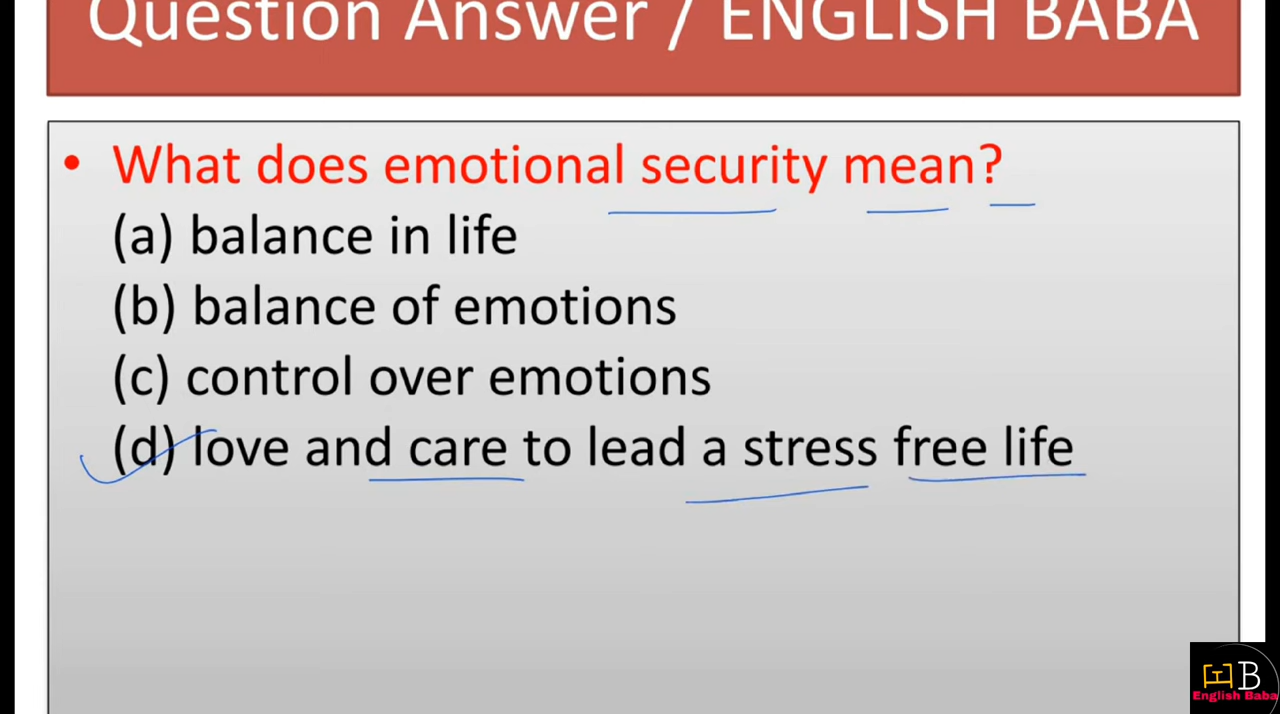 Question Answer / ENGLISH BABA
• What does emotional security mean?
(a) balance in life
(b) balance of emotions
(c) control over emotions
(d) love and care to lead a stress free life
EB
English Baba